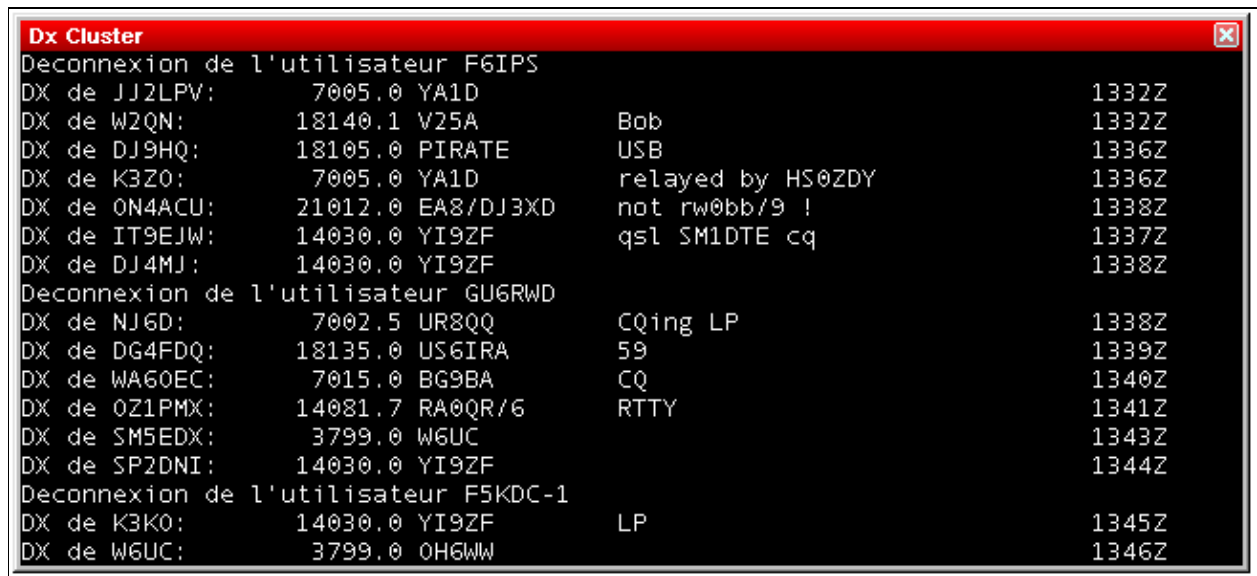 Dx Cluster
Deconnexion de l'utilisateur F6IPS
DX de JJ2LPV: 7005.0 YA1D 1332Z
DX de W2QN: 18140.1 V25A Bob 1332Z
DX de DJ9HQ: 18105.0 PIRATE USB 1336Z
DX de K3ZO: 7005.0 YA1D relayed by HS0ZDY 1336Z
DX de ON4ACU: 21012.0 EA8/DJ3XD not rw0bb/9 ! 1338Z
DX de IT9EJW: 14030.0 YI9ZF qsl SM1DTE cq 1337Z
DX de DJ4MJ: 14030.0 YI9ZF 1338Z
Deconnexion de l'utilisateur GU6RWD
DX de NJ6D: 7002.5 UR8QQ CQing LP 1338Z
DX de DG4FDQ: 18135.0 US6IRA 59 1339Z
DX de WA6OEC: 7015.0 BG9BA CQ 1340Z
DX de OZ1PMX: 14081.7 RA0QR/6 RTTY 1341Z
DX de SM5EDX: 3799.0 W6UC 1343Z
DX de SP2DNI: 14030.0 YI9ZF 1344Z
Deconnexion de l'utilisateur F5KDC-1
DX de K3KO: 14030.0 YI9ZF LP 1345Z
DX de W6UC: 3799.0 OH6WW 1346Z